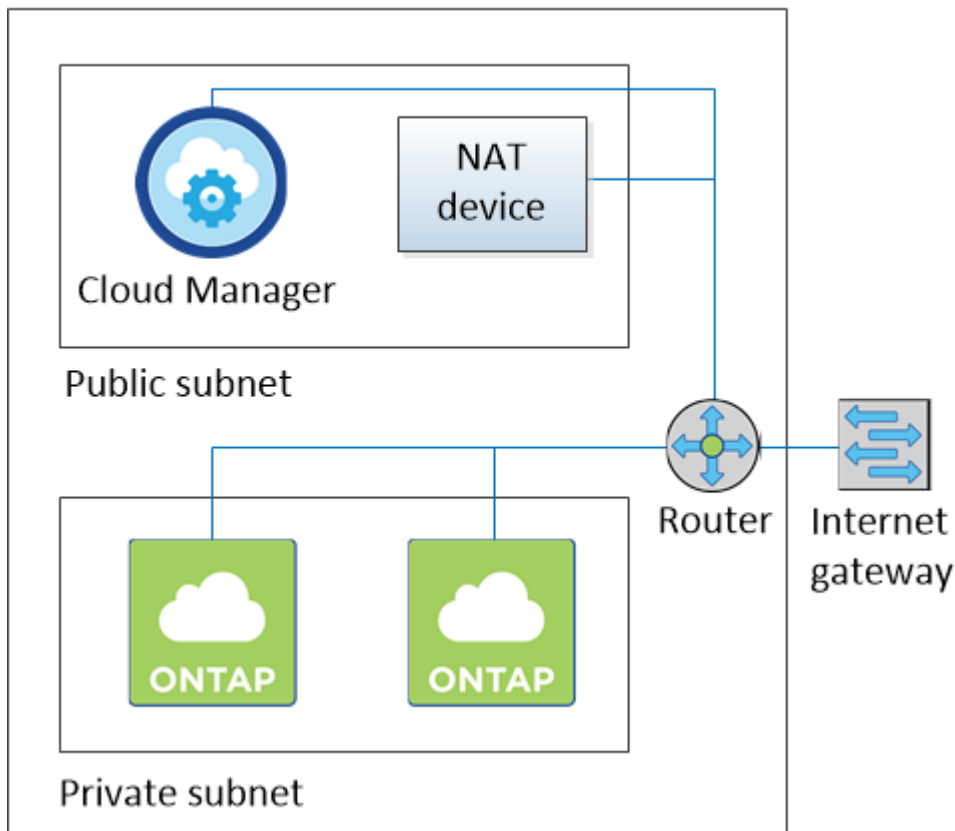 NAT
device
Cloud Manager
Public subnet
Router
Internet
gateway
ONTAP
ONTAP
Private subnet